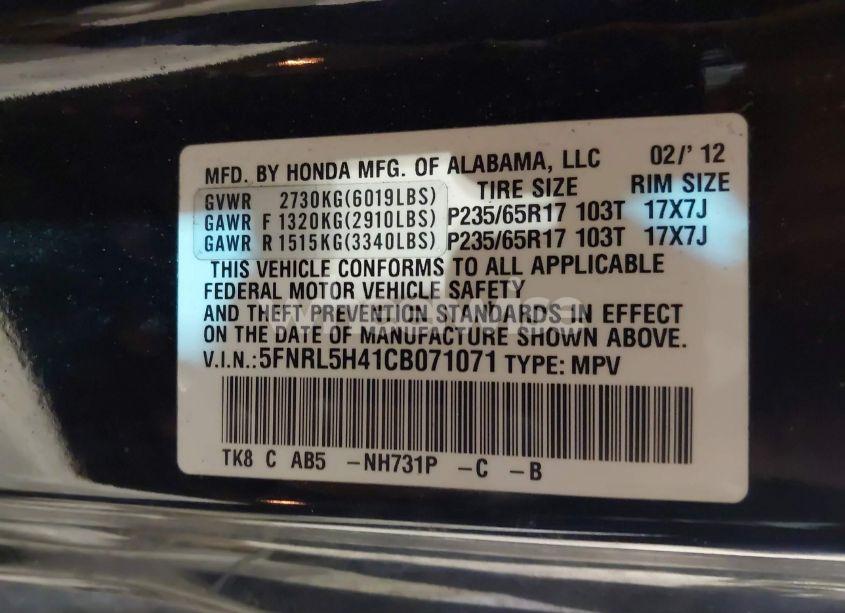 MFD. BY HONDA MFG. OF ALABAMA, LLC 02/' 12
GVWR 2730KG(6019LBS) TIRE SIZE RIM SIZE
GAWR F 1320KG(2910LBS) P235/65R17 103T 17X7J
GAWR R 1515KG(3340LBS) P235/65R17 103T 17X7J
THIS VEHICLE CONFORMS TO ALL APPLICABLE
FEDERAL MOTOR VEHICLE SAFETY
AND THEFT PREVENTION STANDARDS IN EFFECT
ON THE DATE OF MANUFACTURE SHOWN ABOVE.
V.I.N.:5FNRL5H41CB071071 TYPE: MPV
TK8 C AB5 -NH731P -C -B